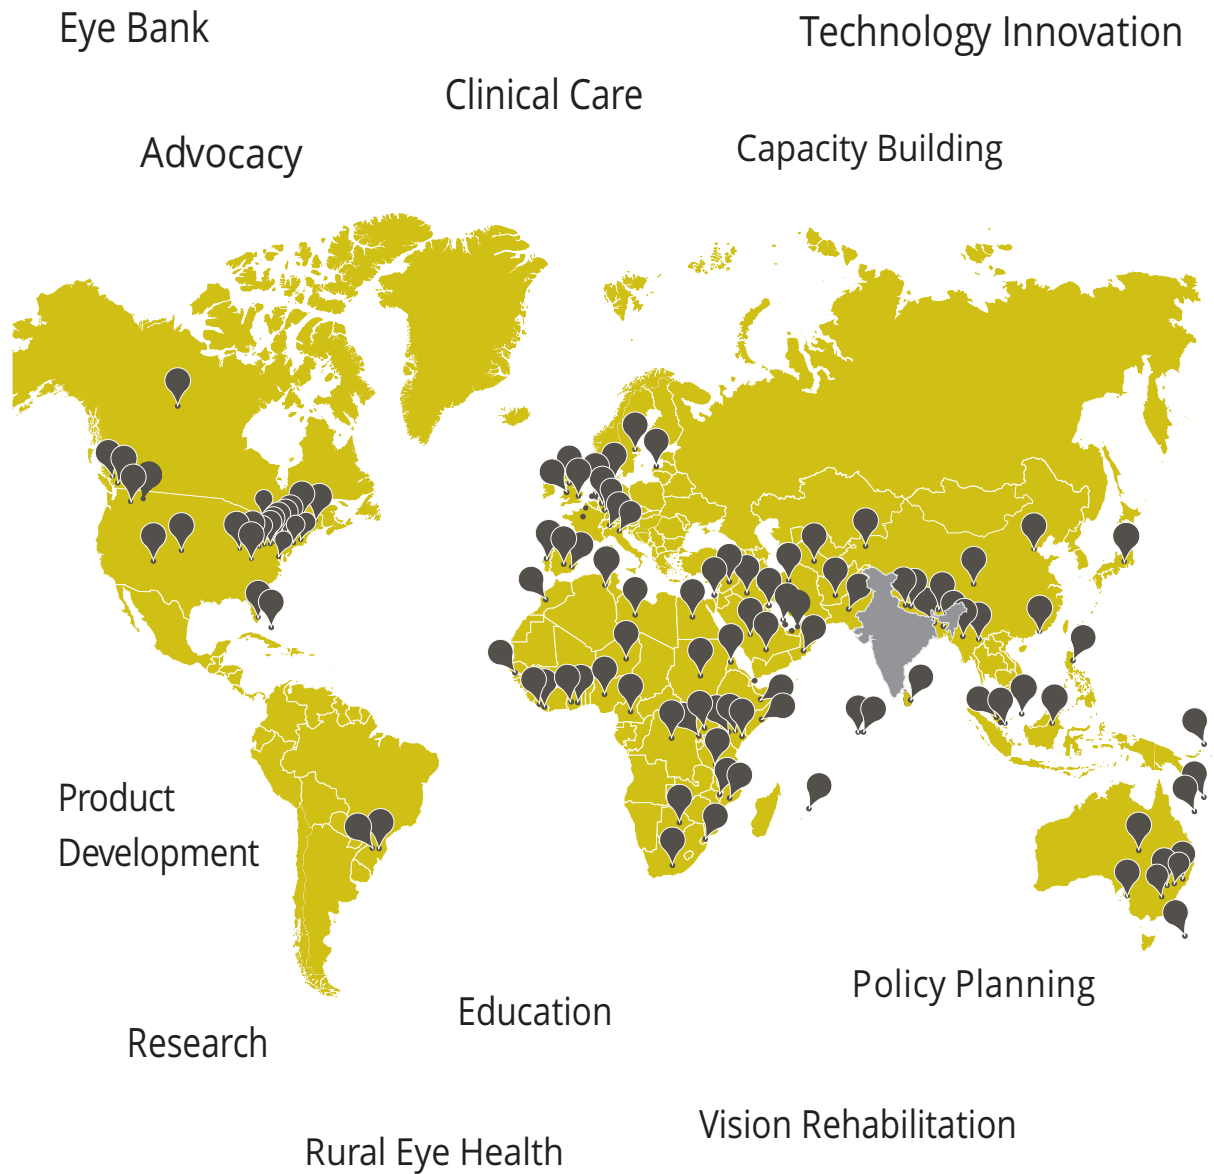 Eye Bank
Technology Innovation
Clinical Care
Advocacy
Capacity Building
Product
Development
Policy Planning
Education
Research
Vision Rehabilitation
Rural Eye Health